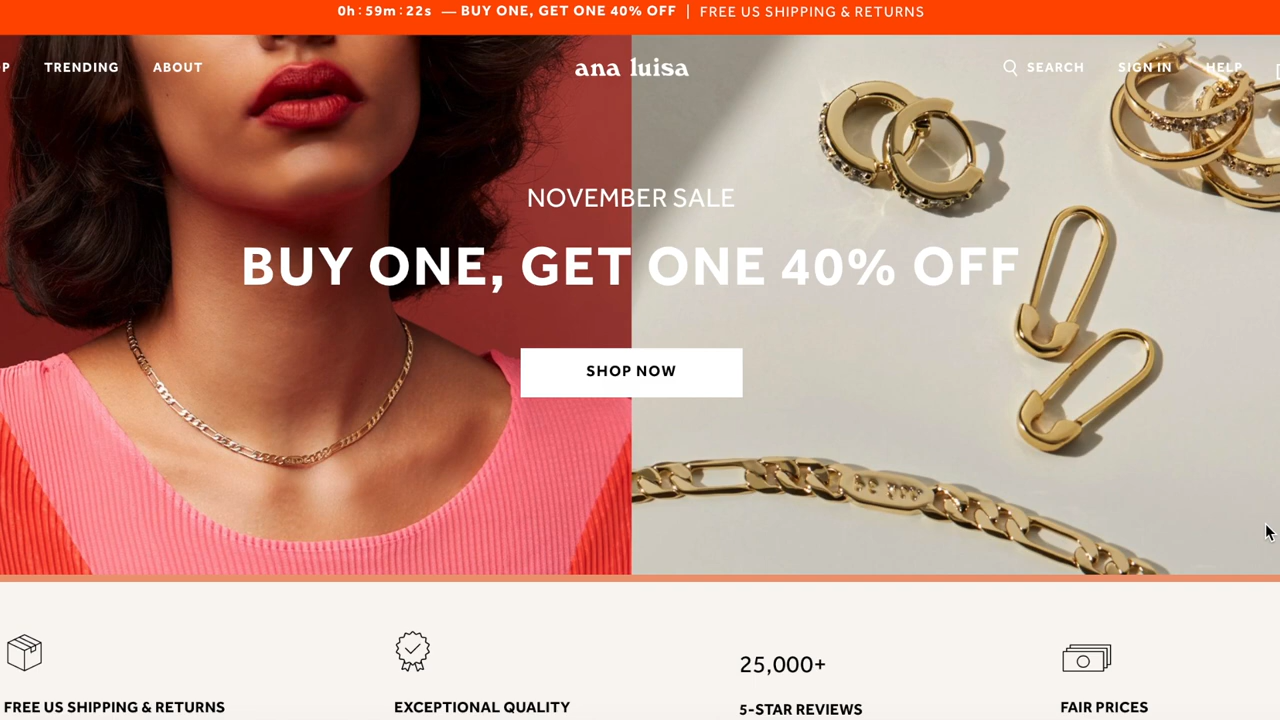 0h : 59m : 22s — BUY ONE, GET ONE 40% OFF | FREE US SHIPPING & RETURNS
P TRENDING ABOUT ana luisa SEARCH SIGN IN HELP
NOVEMBER SALE
BUY ONE, GET ONE 40% OFF
SHOP NOW
25,000+
FREE US SHIPPING & RETURNS EXCEPTIONAL QUALITY 5-STAR REVIEWS FAIR PRICES